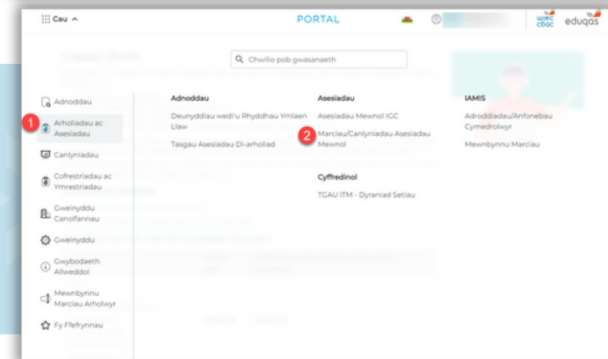 Cau
PORTAL
wjec
cbac
eduqas
Chwilio pob gwasanaeth
Adnoddau
1
Arholiadau ac
Asesiadau
Canlyniadau
Cofrestriadau ac
Ymrestriadau
Gweinyddu
Canolfannau
Gweinyddu
Gwybodaeth
Allweddol
Mewnbynnu
Marciau Arholwyr
Fy Ffefrynnau
Adnoddau
Deunyddiau wedi'u Rhyddhau Ymlaen
Llaw
Tasgau Asesiadau Di-arholiad
Asesiadau
Asesiadau Mewnol IGC
2
Marciau/Canlyniadau Asesiadau
Mewnol
Cyffredinol
TGAU ITM - Dyraniad Setiau
IAMIS
Adroddiadau/Anfonebau
Cymedrolwyr
Mewnbynnu Marciau